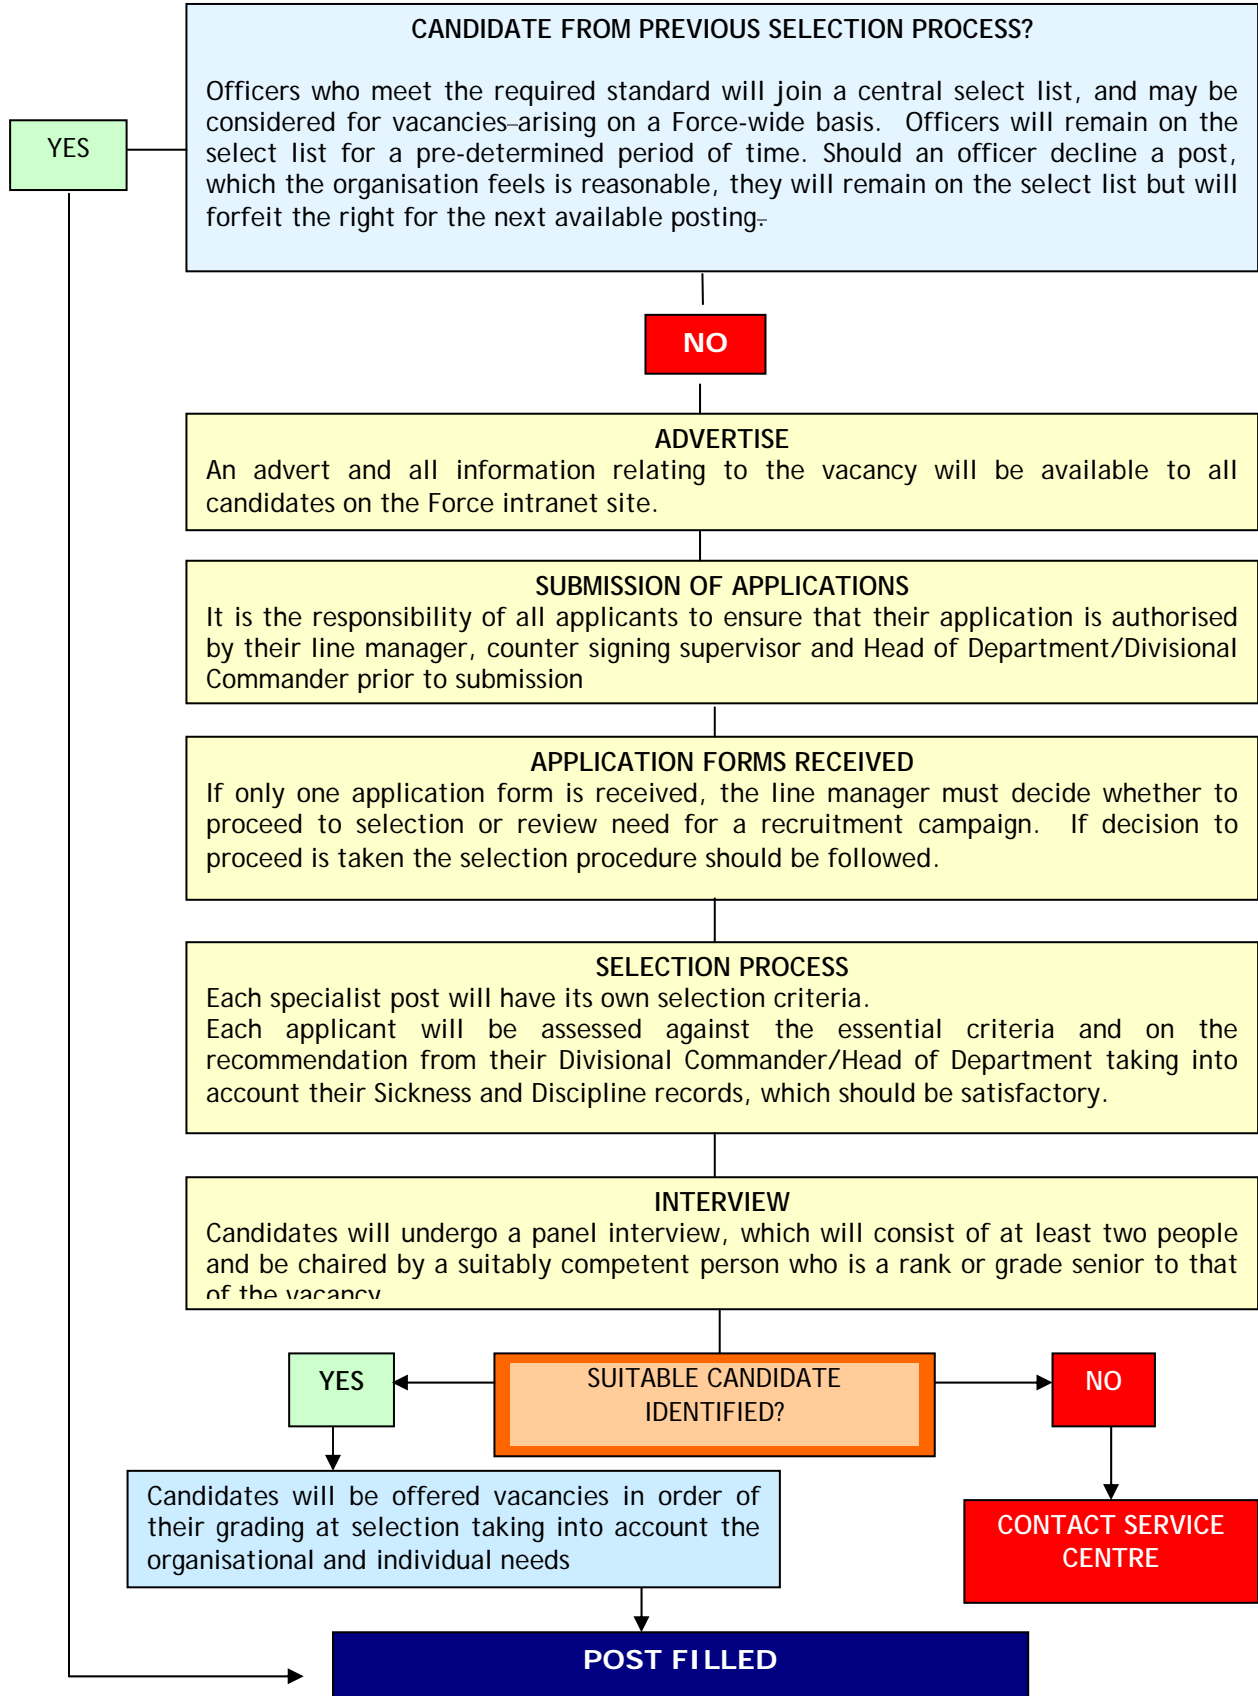 CANDIDATE FROM PREVIOUS SELECTION PROCESS?
Officers who meet the required standard will join a central select list, and may be
considered for vacancies–arising on a Force-wide basis. Officers will remain on the
select list for a pre-determined period of time. Should an officer decline a post,
which the organisation feels is reasonable, they will remain on the select list but will
forfeit the right for the next available posting.
YES
NO
ADVERTISE
An advert and all information relating to the vacancy will be available to all
candidates on the Force intranet site.
SUBMISSION OF APPLICATIONS
It is the responsibility of all applicants to ensure that their application is authorised
by their line manager, counter signing supervisor and Head of Department/Divisional
Commander prior to submission
APPLICATION FORMS RECEIVED
If only one application form is received, the line manager must decide whether to
proceed to selection or review need for a recruitment campaign. If decision to
proceed is taken the selection procedure should be followed.
SELECTION PROCESS
Each specialist post will have its own selection criteria.
Each applicant will be assessed against the essential criteria and on the
recommendation from their Divisional Commander/Head of Department taking into
account their Sickness and Discipline records, which should be satisfactory.
INTERVIEW
Candidates will undergo a panel interview, which will consist of at least two people
and be chaired by a suitably competent person who is a rank or grade senior to that
of the vacancy
YES
SUITABLE CANDIDATE
IDENTIFIED?
NO
Candidates will be offered vacancies in order of
their grading at selection taking into account the
organisational and individual needs
CONTACT SERVICE
CENTRE
POST FILLED